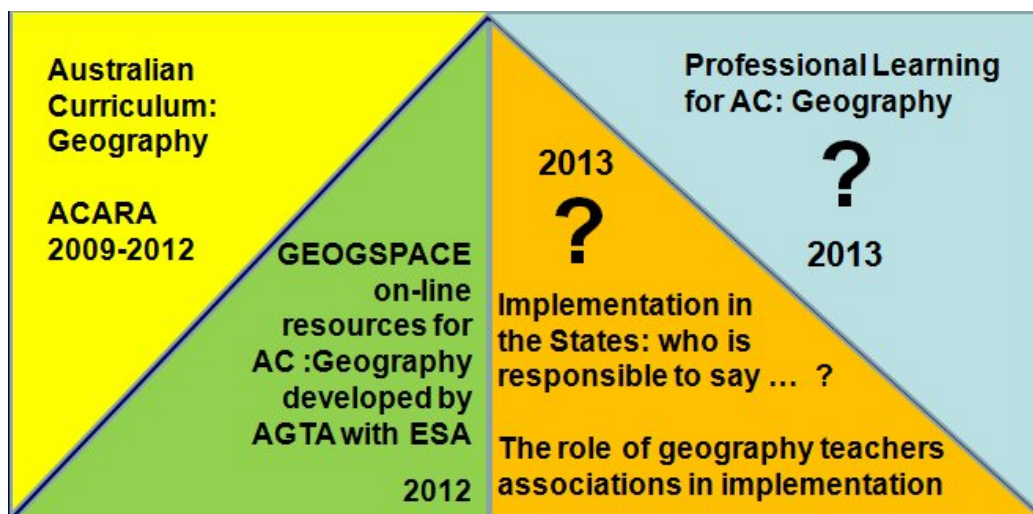 Australian
Curriculum:
Geography
ACARA
2009-2012
GEOGSPACE
on-line
resources for
AC :Geography
developed by
AGTA with ESA
2012
2013
?
Implementation in
the States: who is
responsible to say ... ?
The role of geography teachers
associations in implementation
Professional Learning
for AC: Geography
?
2013